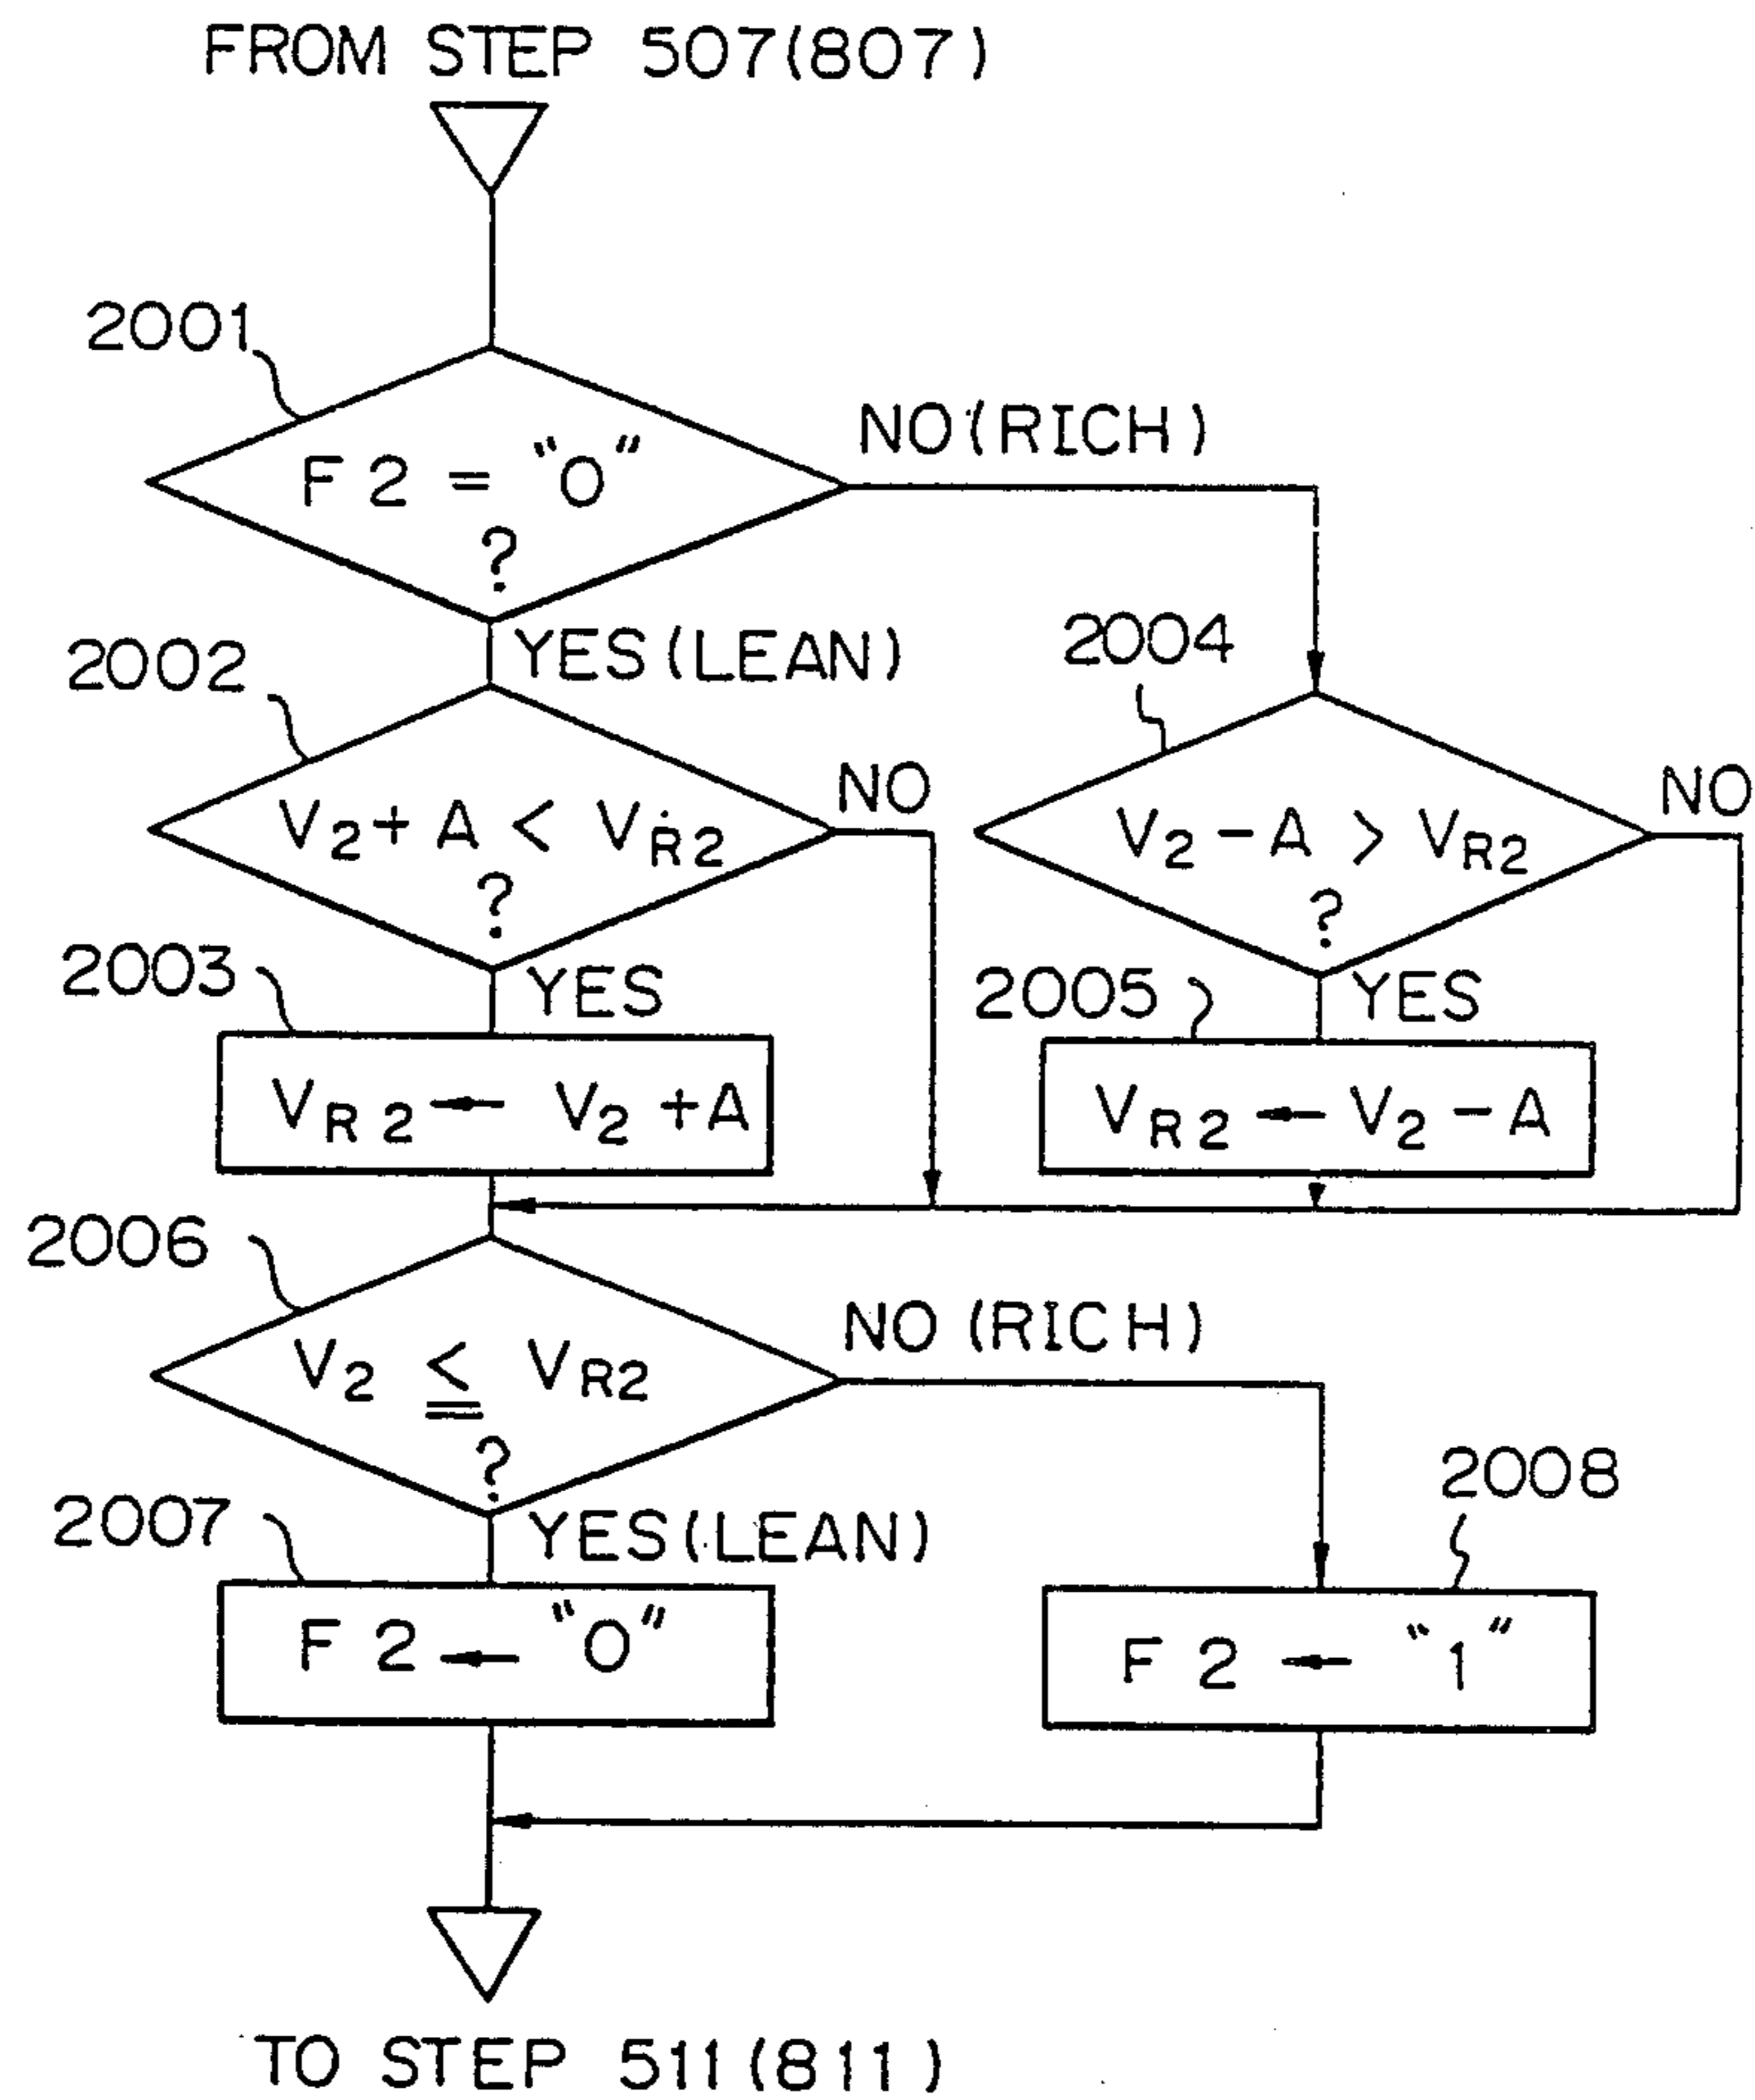 FROM STEP 507(807)
2001
F2 = "0"
?
NO (RICH)
YES (LEAN)
2002
V2 + A < VR2
?
NO
YES
2004
V2 - A > VR2
?
NO
YES
2003
VR2 ← V2 + A
2005
VR2 ← V2 - A
2006
V2 ≦ VR2
?
NO (RICH)
YES (LEAN)
2007
F2 ← "0"
2008
F2 ← "1"
TO STEP 511(811)